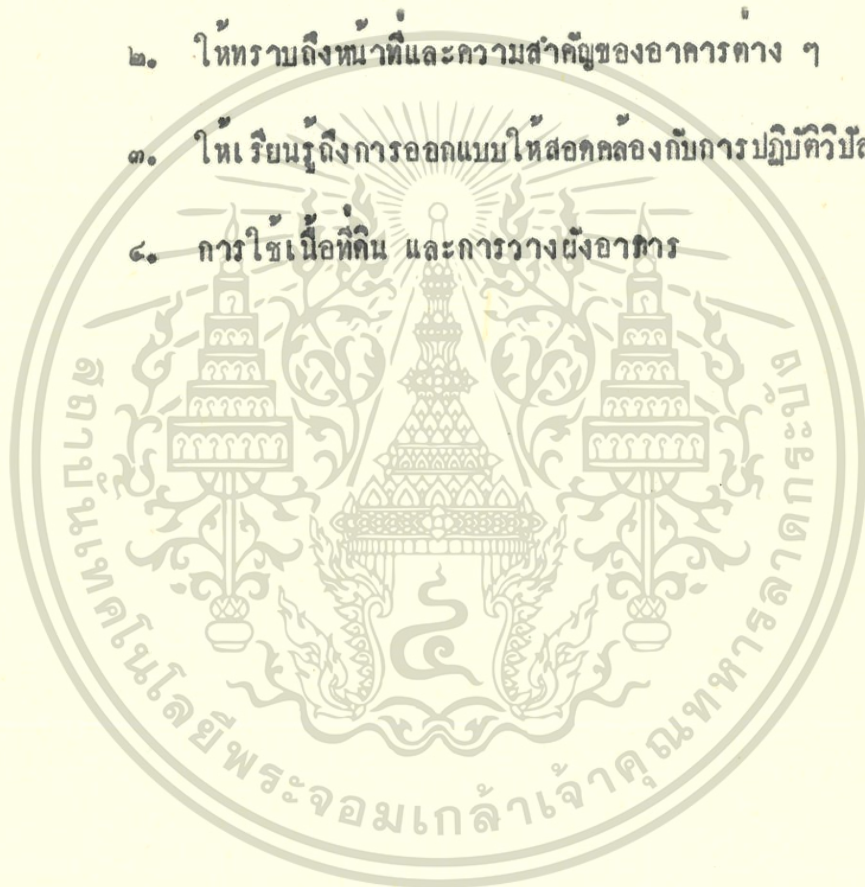 ๒. ให้ทราบถึงหน้าที่และความสำคัญของอาคารต่าง ๆ
๓. ให้เรียนรู้ถึงการออกแบบให้สอดคล้องกับการปฏิบัติวิปัส
๔. การใช้เนื้อที่ดิน และการวางผังอาคาร
สถาบันเทคโนโลยีพระจอมเกล้าเจ้าคุณทหารลาดกระบัง
๔